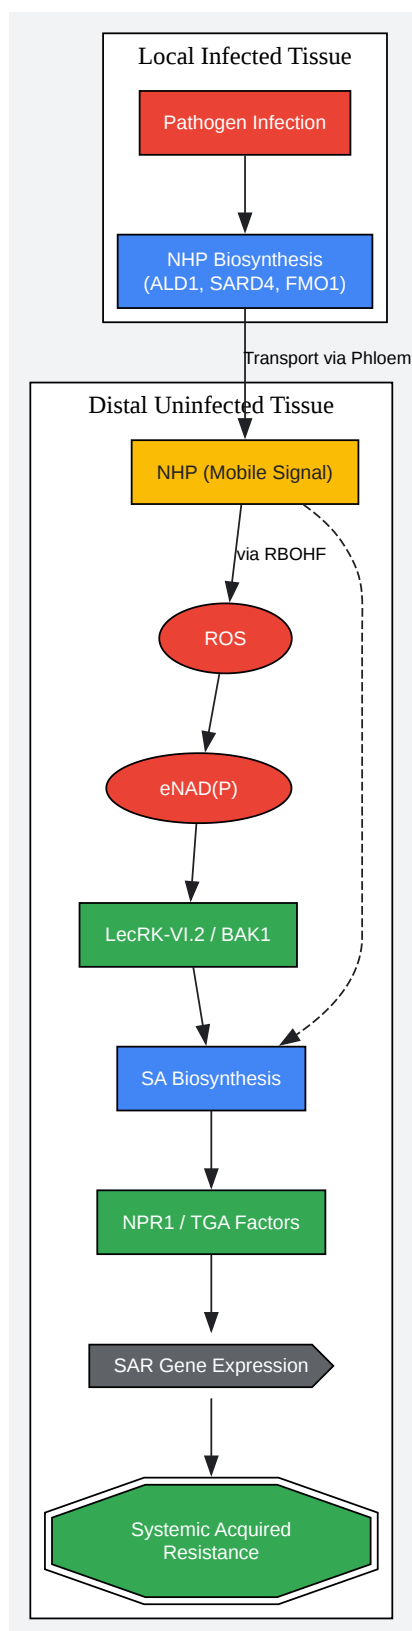 Local Infected Tissue
Pathogen Infection
NHP Biosynthesis
(ALD1, SARD4, FMO1)
Transport via Phloem
Distal Uninfected Tissue
NHP (Mobile Signal)
via RBOHF
ROS
eNAD(P)
LecRK-VI.2 / BAK1
SA Biosynthesis
NPR1 / TGA Factors
SAR Gene Expression
Systemic Acquired
Resistance